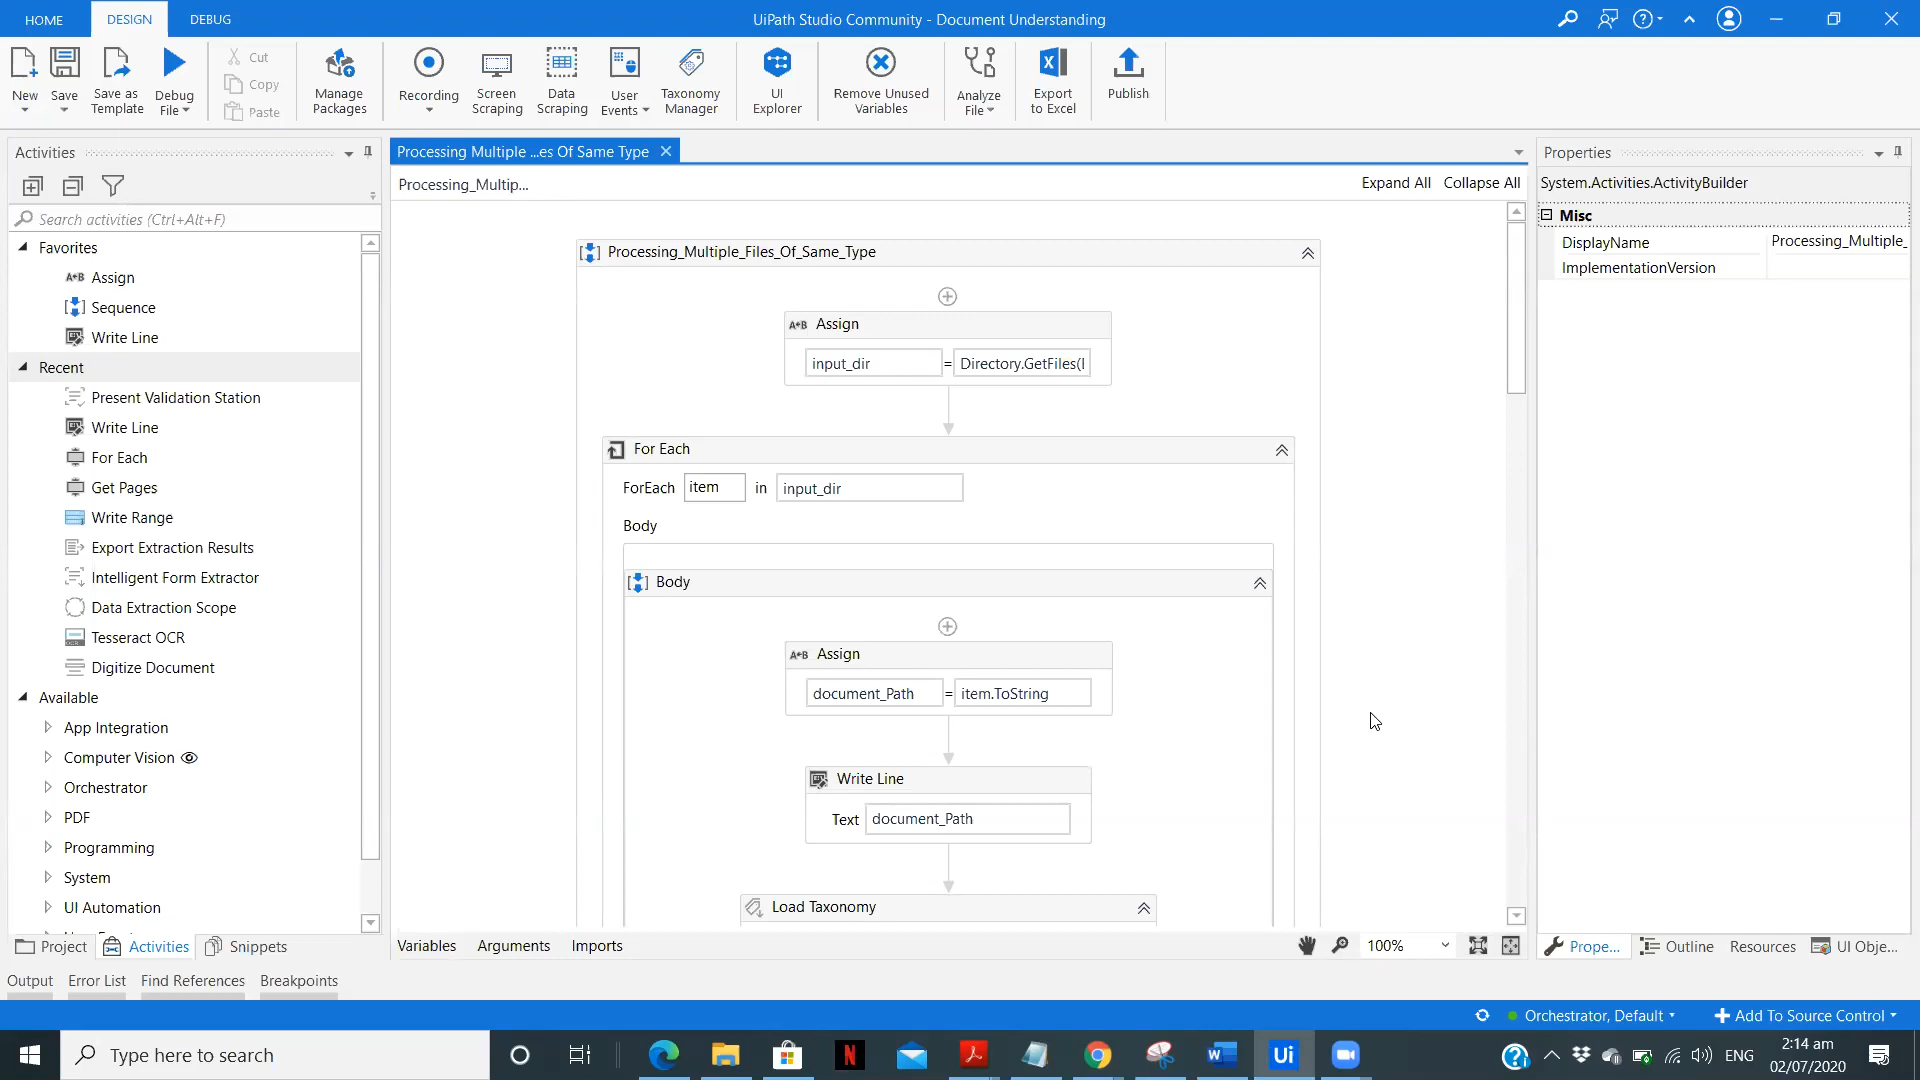 HOME DESIGN DEBUG UiPath Studio Community - Document Understanding
New Save Save as Template Debug File Cut Copy Paste Manage Packages Recording Screen Scraping Data Scraping User Events Taxonomy Manager UI Explorer Remove Unused Variables Analyze File Export to Excel Publish
Activities
Search activities (Ctrl+Alt+F)
Favorites
Assign
Sequence
Write Line
Recent
Present Validation Station
Write Line
For Each
Get Pages
Write Range
Export Extraction Results
Intelligent Form Extractor
Data Extraction Scope
Tesseract OCR
Digitize Document
Available
App Integration
Computer Vision
Orchestrator
PDF
Programming
System
UI Automation
Project Activities Snippets
Processing Multiple ...es Of Same Type
Processing_Multip...
Expand All Collapse All
Processing_Multiple_Files_Of_Same_Type
A+B Assign
input_dir = Directory.GetFiles(I
For Each
ForEach item in input_dir
Body
Body
A+B Assign
document_Path = item.ToString
Write Line
Text document_Path
Load Taxonomy
Variables Arguments Imports 100%
Properties
System.Activities.ActivityBuilder
Misc
DisplayName Processing_Multiple_
ImplementationVersion
Prope... Outline Resources UI Obje...
Output Error List Find References Breakpoints
Orchestrator, Default Add To Source Control
Type here to search
ENG
2:14 am
02/07/2020